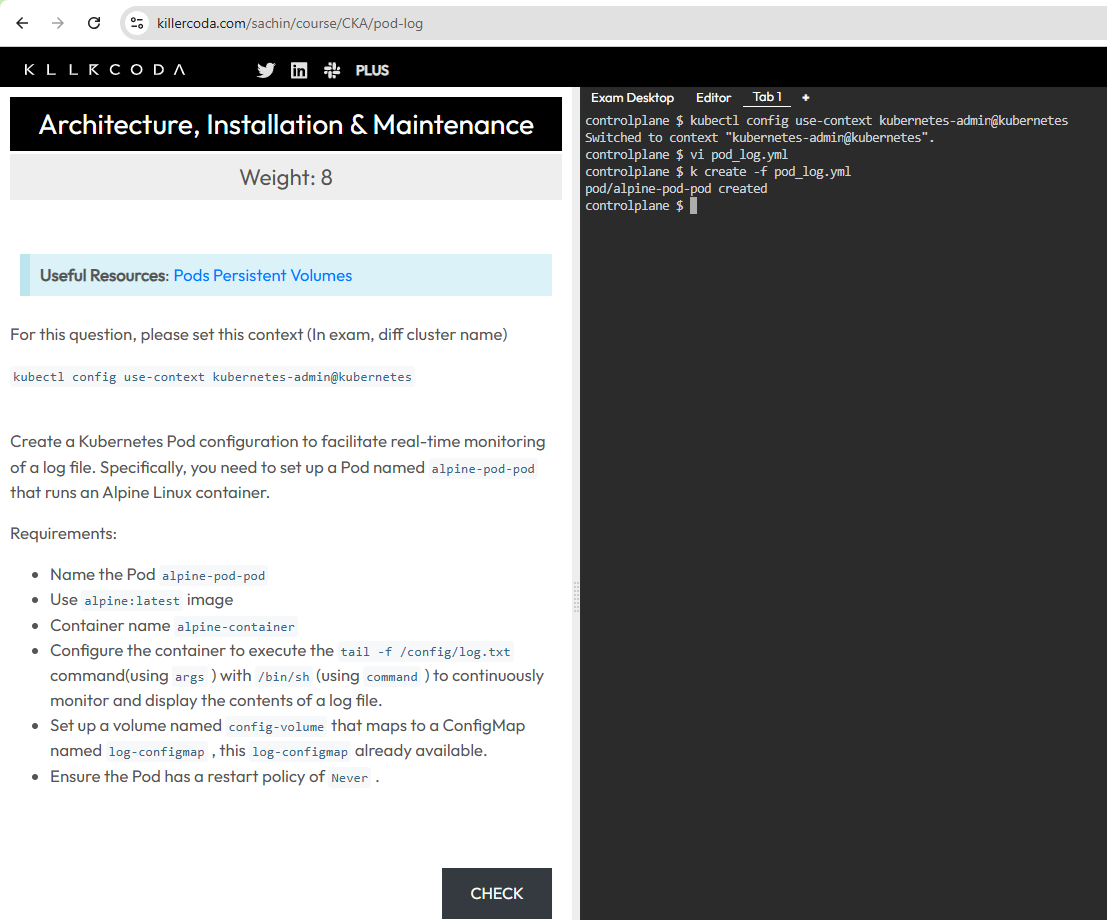 killercoda.com/sachin/course/CKA/pod-log
KLLRCODA
PLUS
Architecture, Installation & Maintenance
Weight: 8
Useful Resources: Pods Persistent Volumes
For this question, please set this context (In exam, diff cluster name)
kubectl config use-context kubernetes-admin@kubernetes
Create a Kubernetes Pod configuration to facilitate real-time monitoring
of a log file. Specifically, you need to set up a Pod named alpine-pod-pod
that runs an Alpine Linux container.
Requirements:
• Name the Pod alpine-pod-pod
• Use alpine:latest image
• Container name alpine-container
• Configure the container to execute the tail -f /config/log.txt
command(using args ) with /bin/sh (using command ) to continuously
monitor and display the contents of a log file.
• Set up a volume named config-volume that maps to a ConfigMap
named log-configmap , this log-configmap already available.
• Ensure the Pod has a restart policy of Never .
CHECK
Exam Desktop Editor Tab 1 +
controlplane $ kubectl config use-context kubernetes-admin@kubernetes
Switched to context "kubernetes-admin@kubernetes".
controlplane $ vi pod_log.yml
controlplane $ k create -f pod_log.yml
pod/alpine-pod-pod created
controlplane $